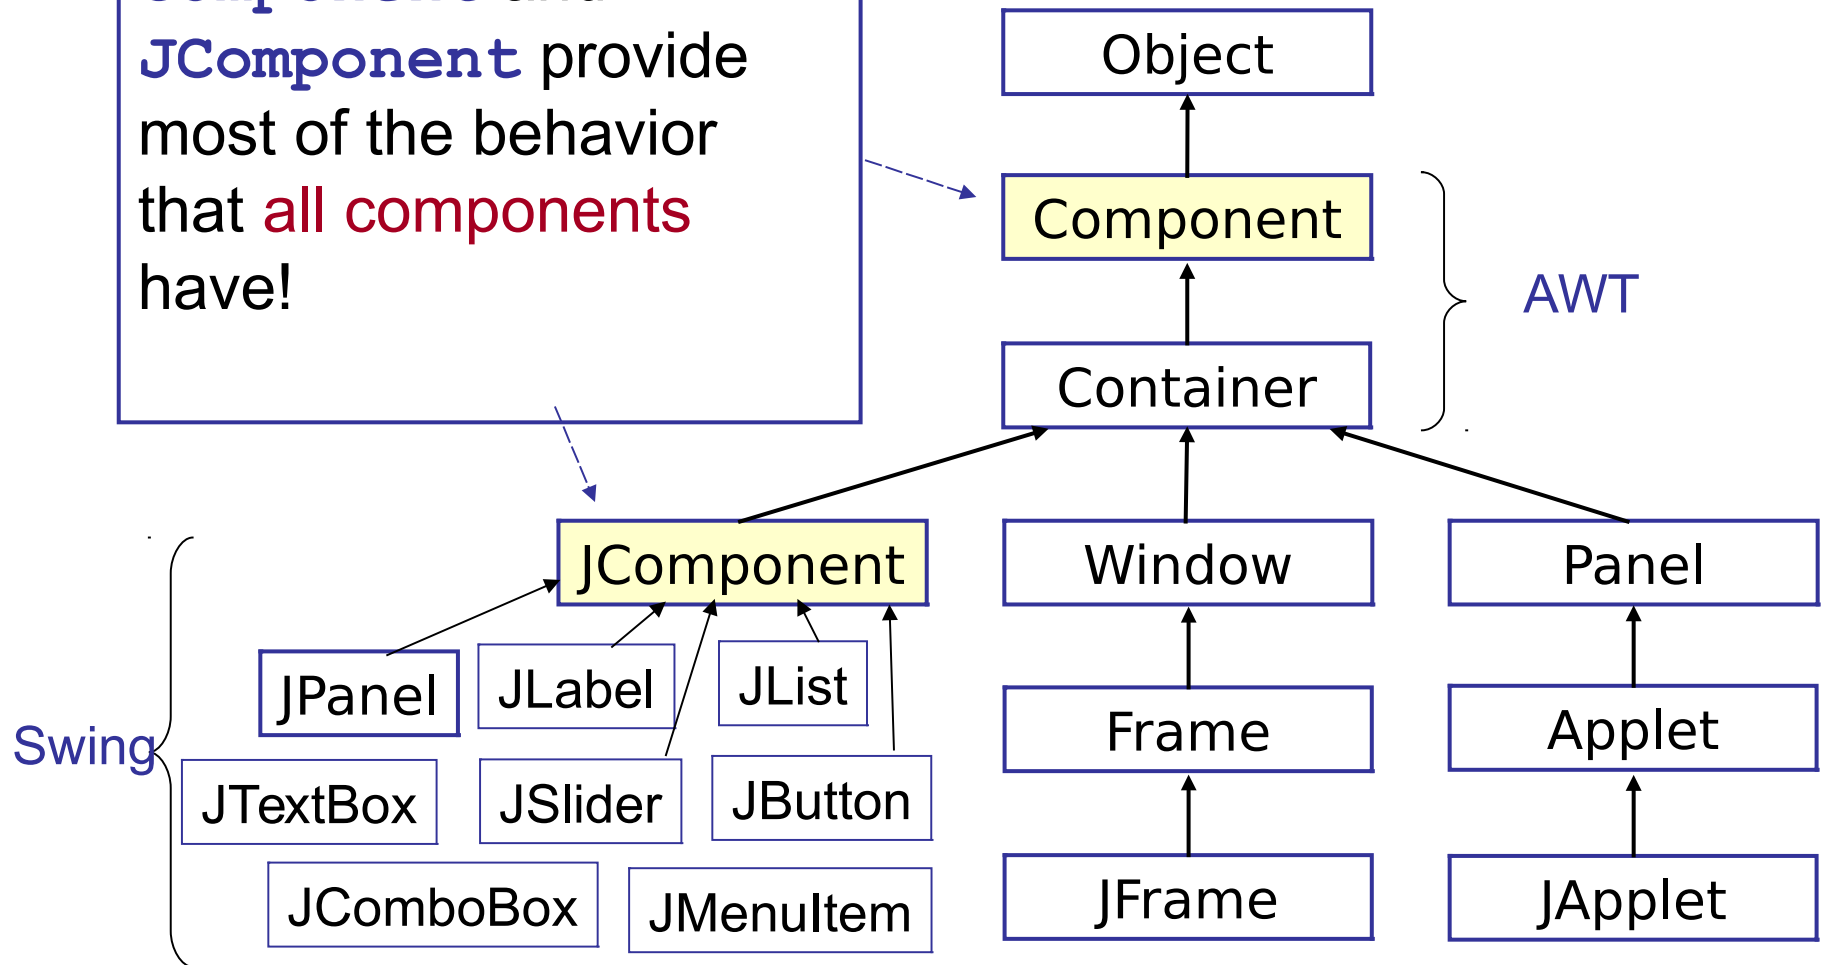 JComponent provide
most of the behavior
that all components
have!
Object
Component
AWT
Container
JComponent
Window
Panel
JPanel
JLabel
JList
Frame
Applet
Swing
JTextBox
JSlider
JButton
JComboBox
JMenuItem
JFrame
JApplet